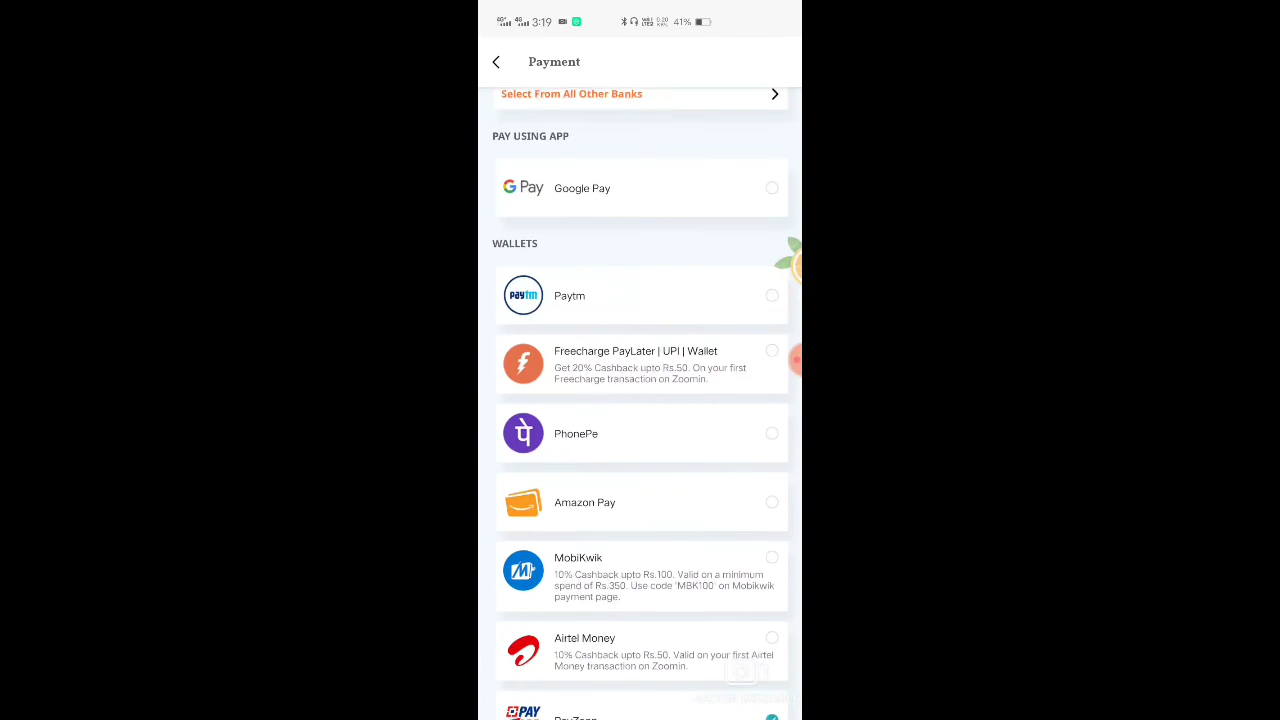 4G+ 4G 3:19 41%
Payment
Select From All Other Banks
PAY USING APP
G Pay Google Pay
WALLETS
paytm Paytm
Freecharge PayLater | UPI | Wallet
Get 20% Cashback upto Rs.50. On your first
Freecharge transaction on Zoomin.
पे PhonePe
Amazon Pay
MobiKwik
10% Cashback upto Rs.100. Valid on a minimum
spend of Rs.350. Use code 'MBK100' on Mobikwik
payment page.
Airtel Money
10% Cashback upto Rs.50. Valid on your first Airtel
Money transaction on Zoomin.
PAY PayZapp